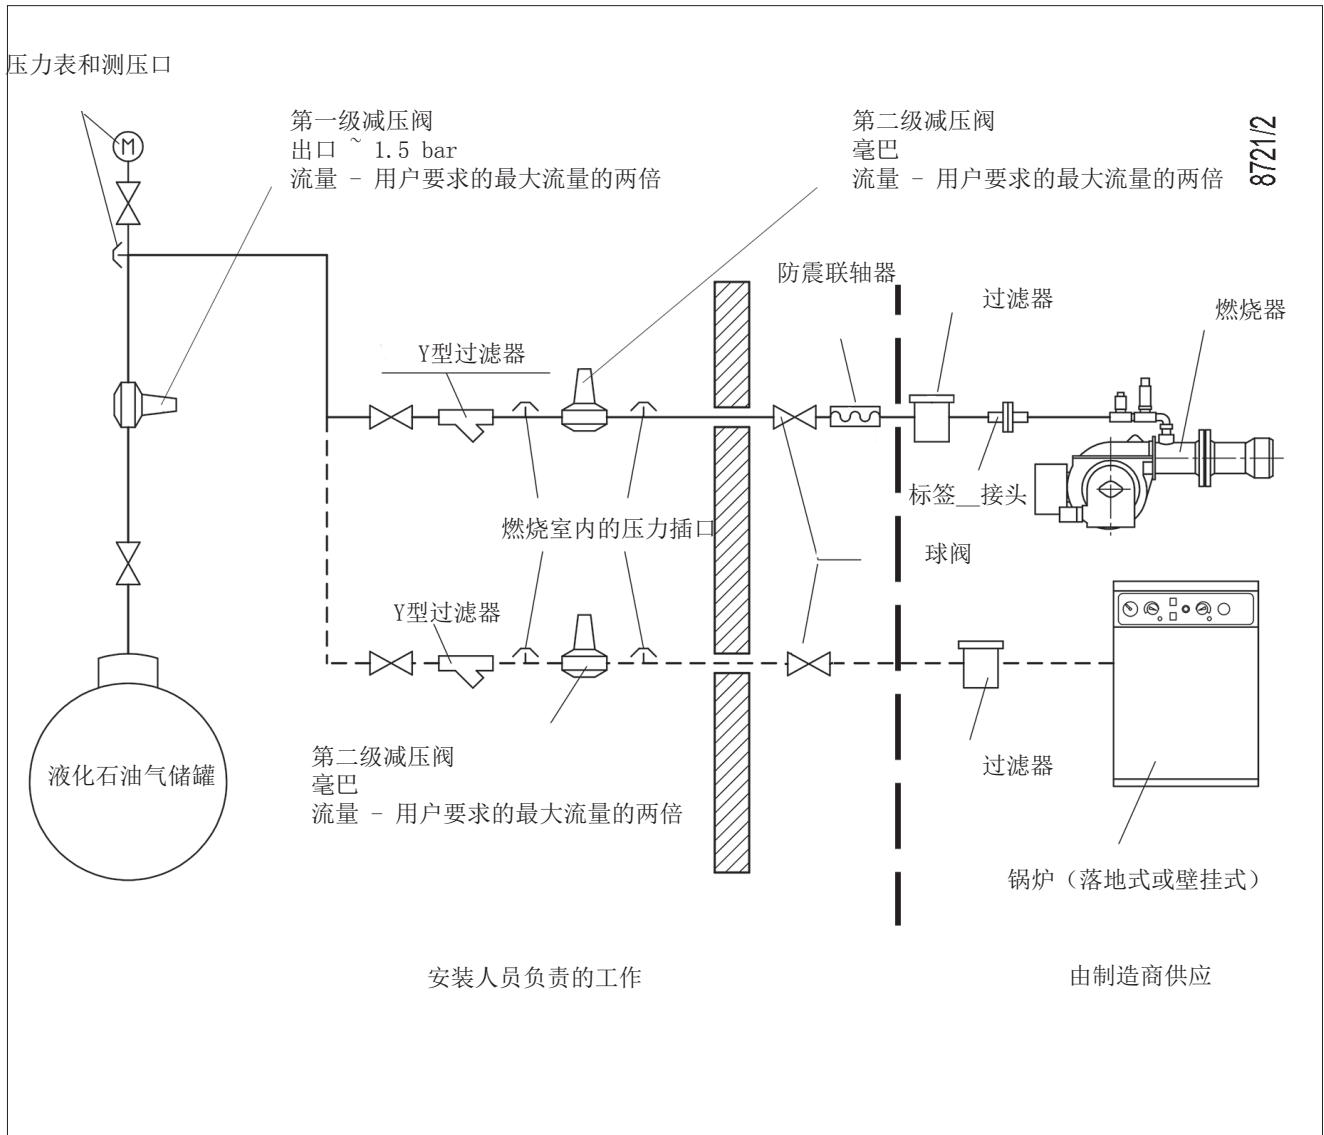 压力表和测压口
第一级减压阀
出口 ~ 1.5 bar
流量 - 用户要求的最大流量的两倍
第二级减压阀
毫巴
流量 - 用户要求的最大流量的两倍
8721/2
M
防震联轴器
过滤器
燃烧器
Y型过滤器
标签__接头
燃烧室内的压力插口
球阀
Y型过滤器
第二级减压阀
毫巴
流量 - 用户要求的最大流量的两倍
液化石油气储罐
过滤器
锅炉（落地式或壁挂式）
安装人员负责的工作
由制造商供应